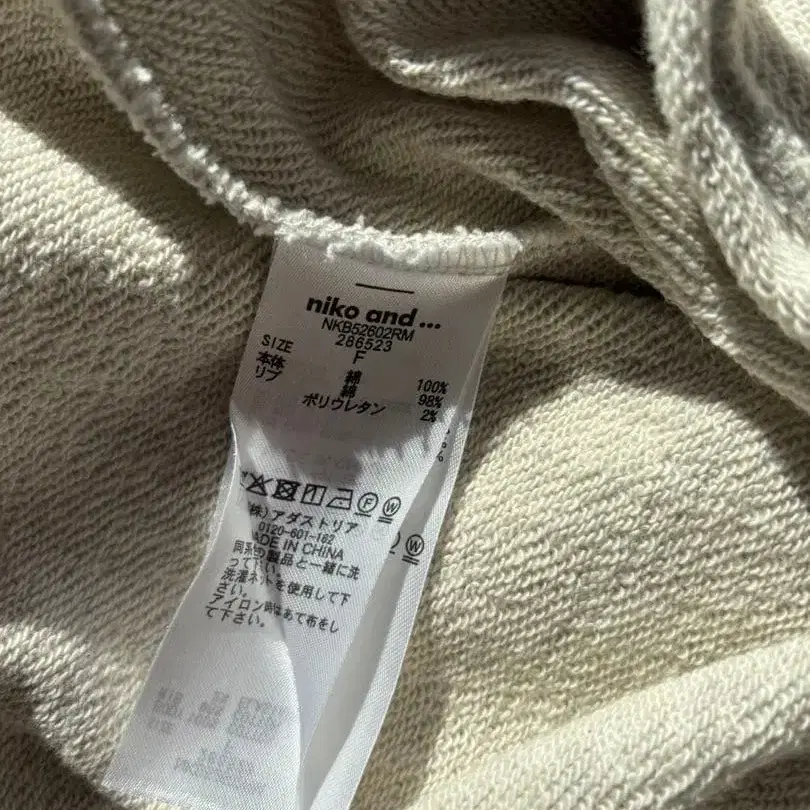 niko and...
NKB52602RM
286523
SIZE F
本体 綿 100%
リブ 綿 98%
ポリウレタン 2%
(株)アダストリア
0120-601-162
MADE IN CHINA
同系色の製品と一緒に洗
って下さい。
洗濯ネットを使用して下
さい。
アイロン時はあて布をし
て下さい。